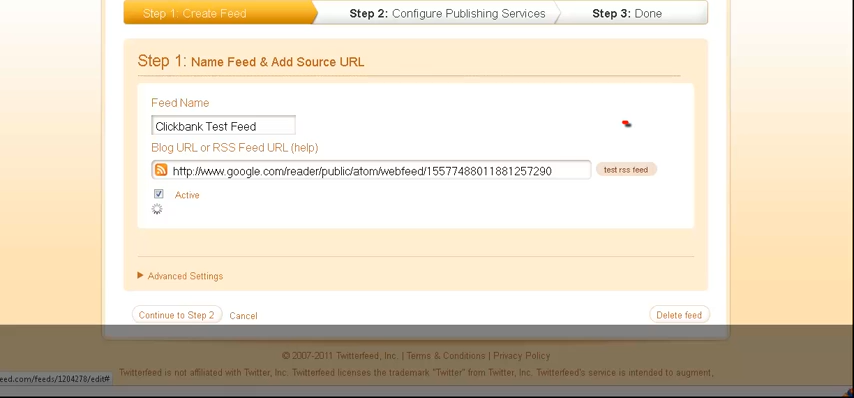 Step 1: Create Feed
Step 2: Configure Publishing Services
Step 3: Done
Step 1: Name Feed & Add Source URL
Feed Name
Clickbank Test Feed
Blog URL or RSS Feed URL (help)
http://www.google.com/reader/public/atom/webfeed/15577488011881257290
test rss feed
Active
Advanced Settings
Continue to Step 2 Cancel Delete feed
© 2007-2011 Twitterfeed, Inc. | Terms & Conditions | Privacy Policy
Twitterfeed is not affiliated with Twitter, Inc. Twitterfeed licenses the trademark "Twitter" from Twitter, Inc. Twitterfeed's service is intended to augment,
eed.com/feeds/1204278/edit#